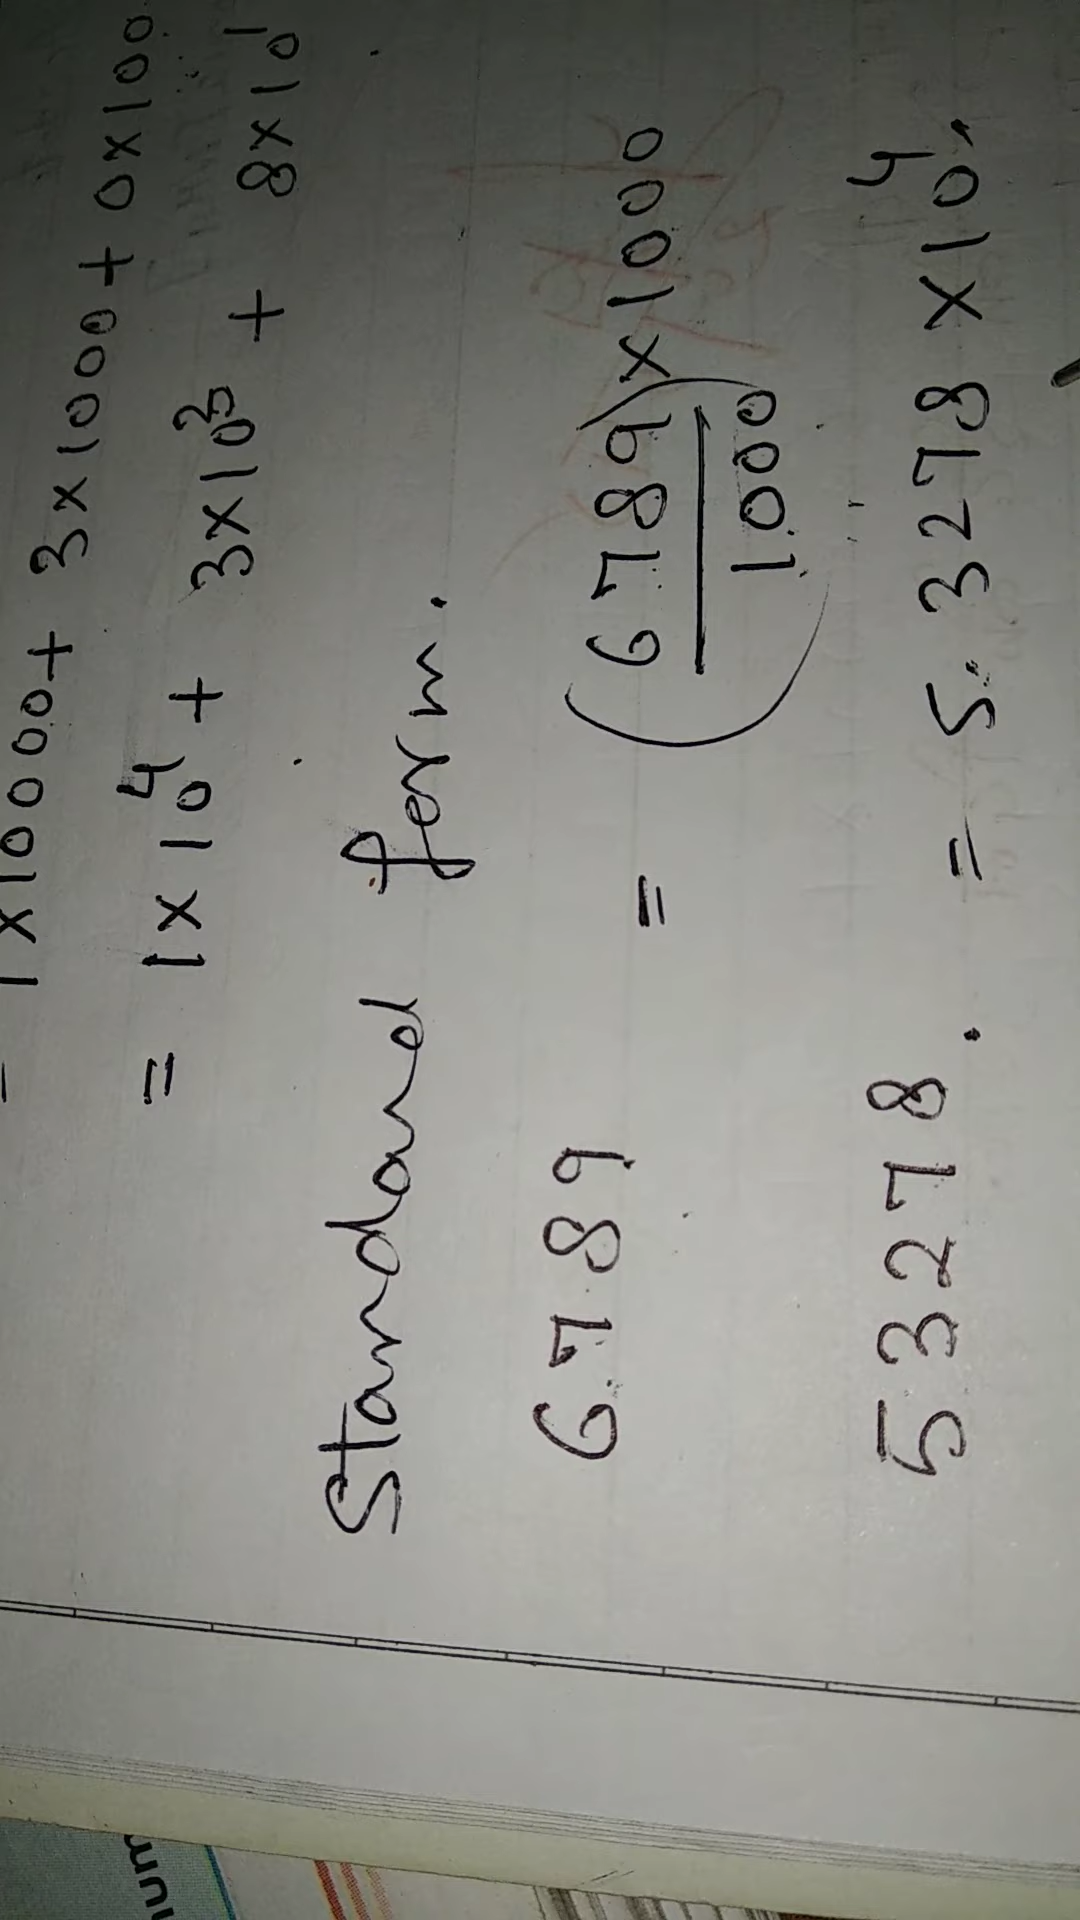 = 1×10000+ 3×1000+ 0×100
= 1×10⁴ + 3×10³ + 8×10¹
Standard form.
6789 = (6789/1000)×1000
53278. = 5.3278 ×10⁴.
num